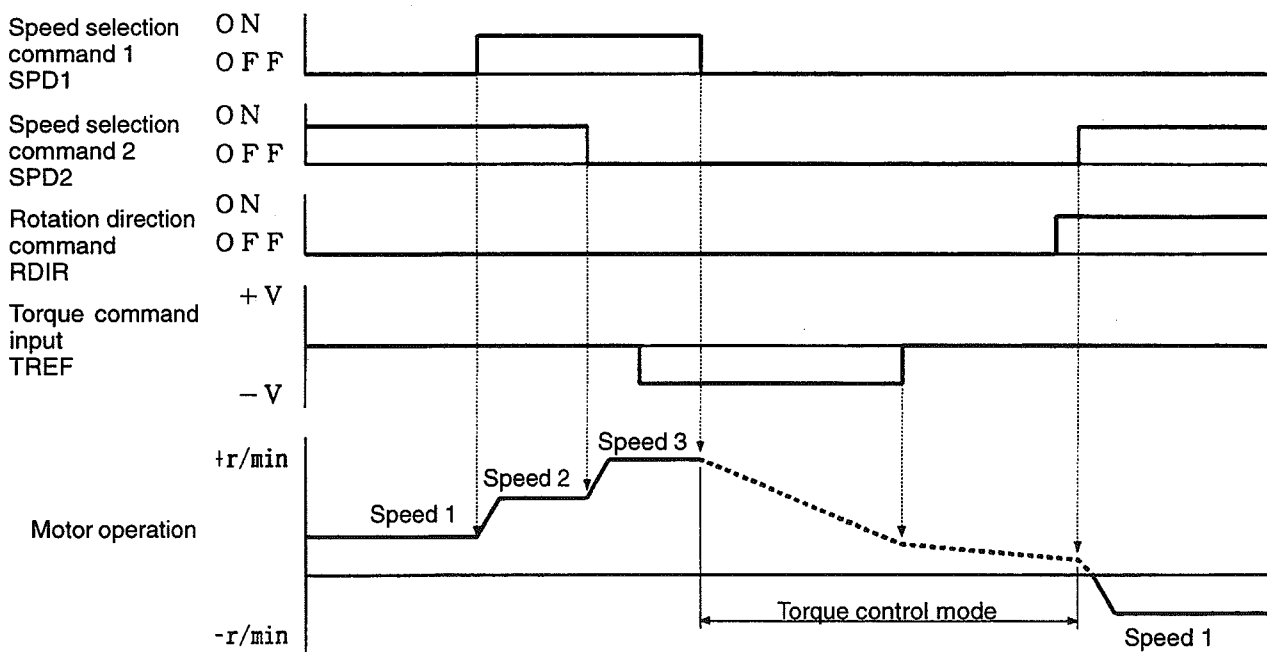 Speed selection
command 1
SPD1
ON
OFF
Speed selection
command 2
SPD2
ON
OFF
Rotation direction
command
RDIR
ON
OFF
Torque command
input
TREF
+V
−V
Motor operation
+r/min
-r/min
Speed 1
Speed 2
Speed 3
Torque control mode
Speed 1